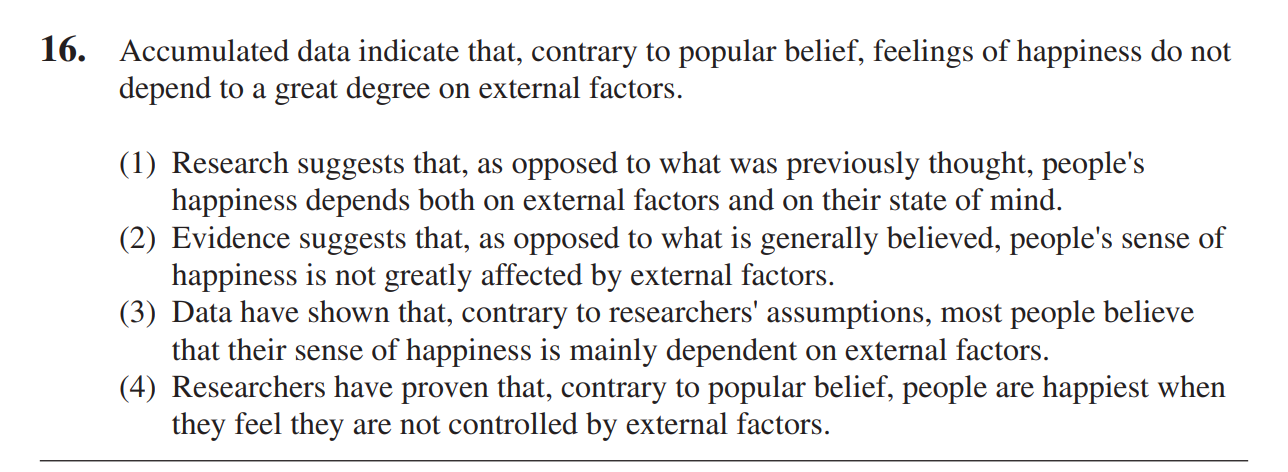 16. Accumulated data indicate that, contrary to popular belief, feelings of happiness do not
depend to a great degree on external factors.
(1) Research suggests that, as opposed to what was previously thought, people's
happiness depends both on external factors and on their state of mind.
(2) Evidence suggests that, as opposed to what is generally believed, people's sense of
happiness is not greatly affected by external factors.
(3) Data have shown that, contrary to researchers' assumptions, most people believe
that their sense of happiness is mainly dependent on external factors.
(4) Researchers have proven that, contrary to popular belief, people are happiest when
they feel they are not controlled by external factors.